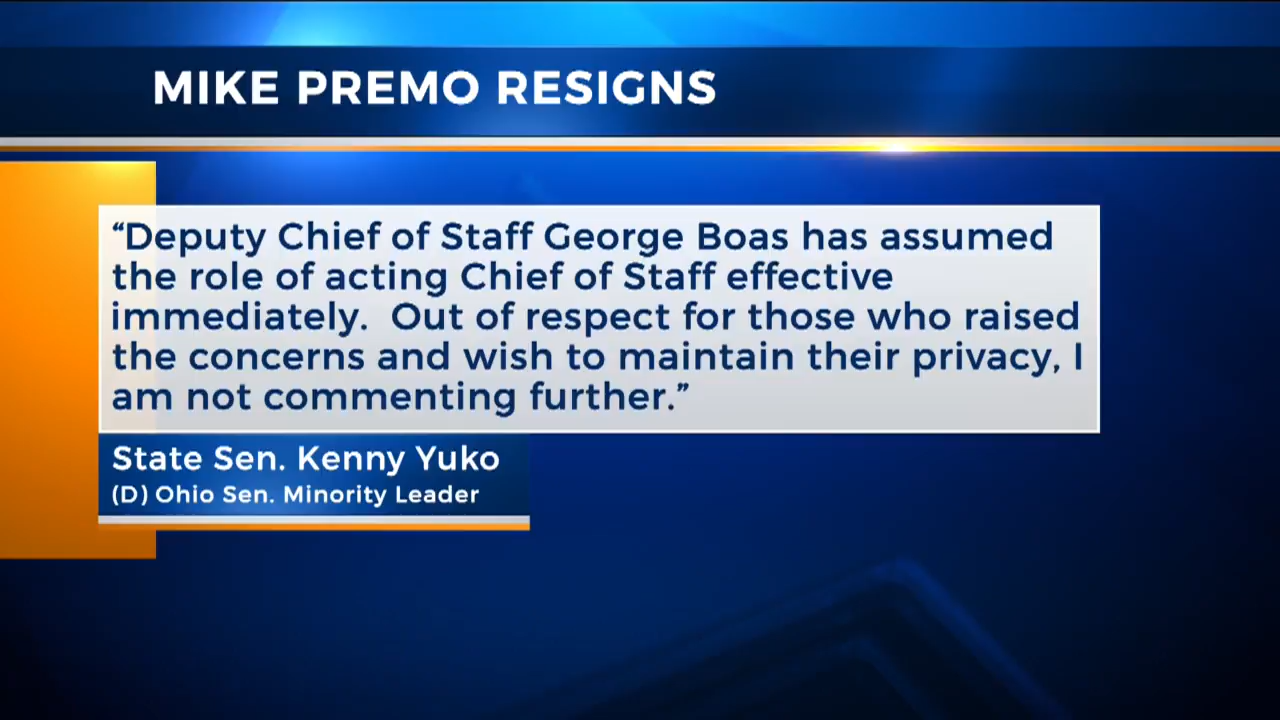 MIKE PREMO RESIGNS
“Deputy Chief of Staff George Boas has assumed
the role of acting Chief of Staff effective
immediately.  Out of respect for those who raised
the concerns and wish to maintain their privacy, I
am not commenting further.”
State Sen. Kenny Yuko
(D) Ohio Sen. Minority Leader